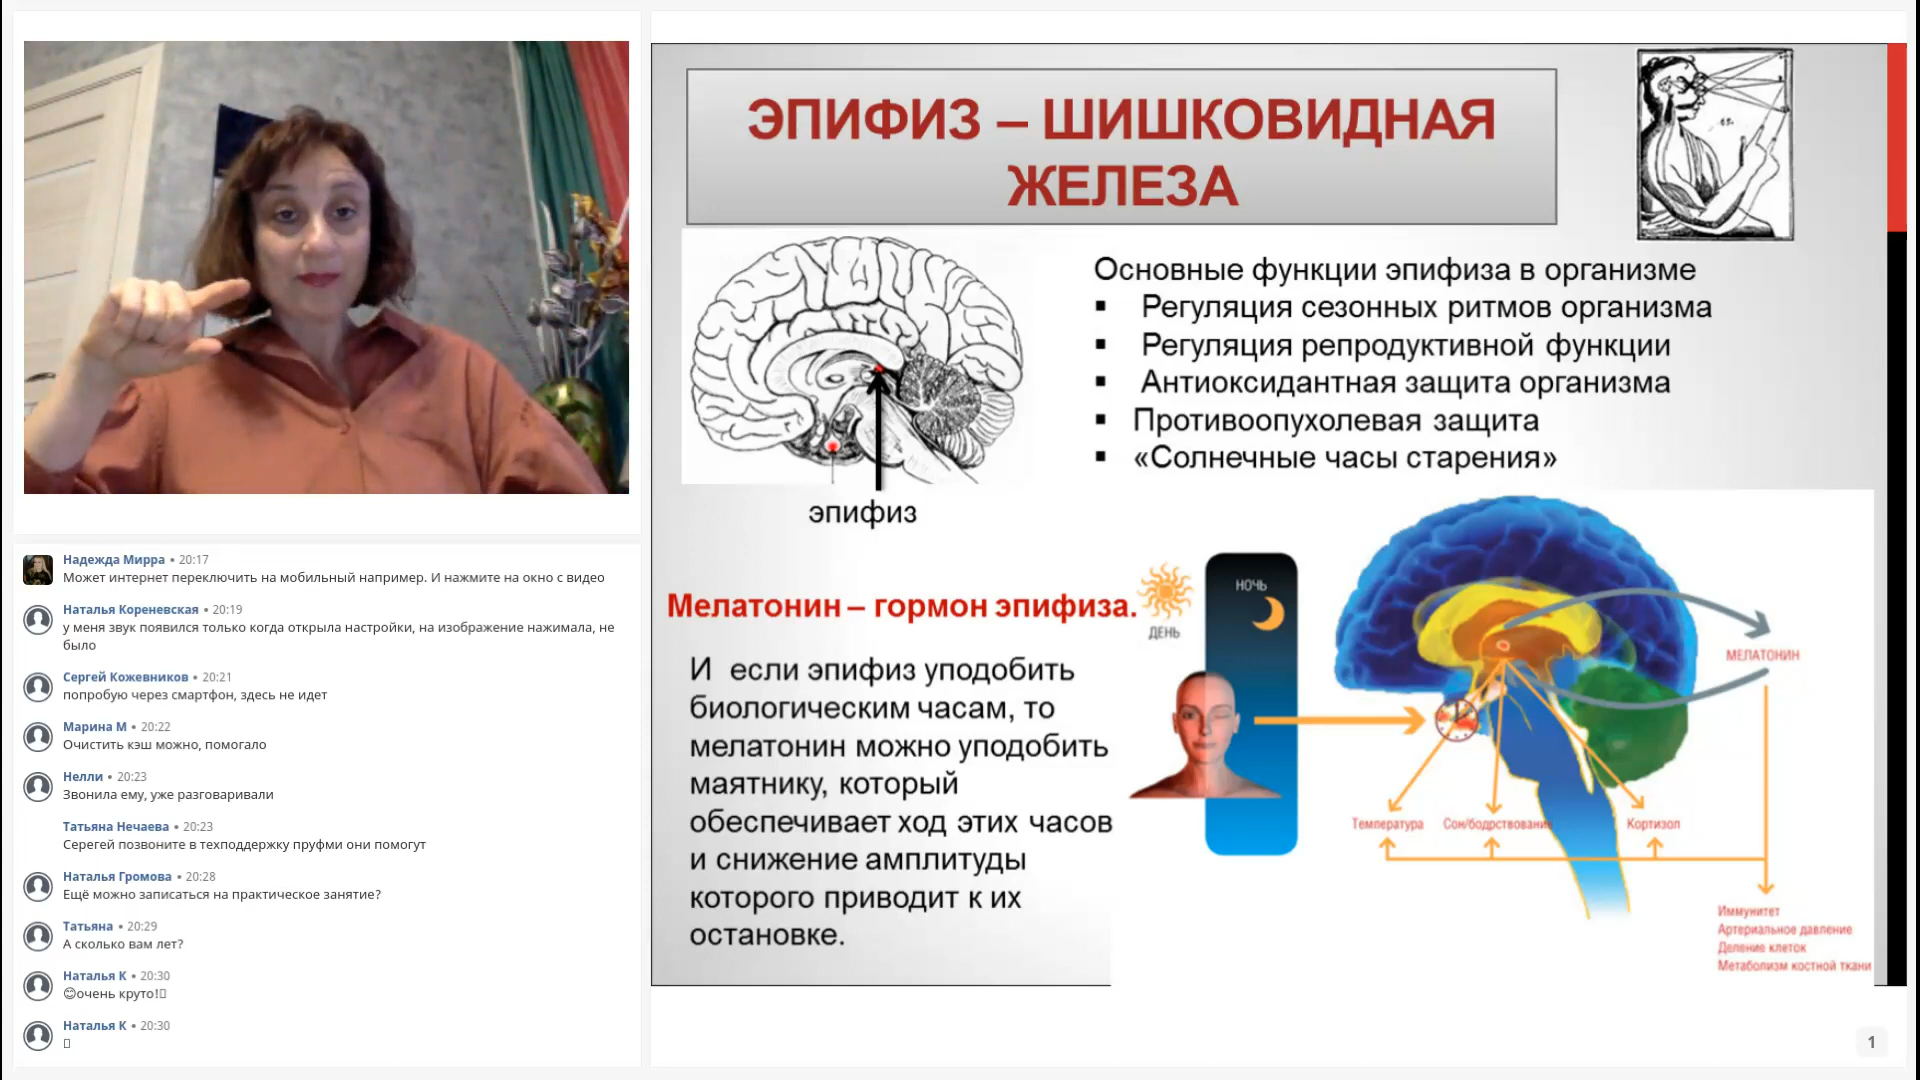 Надежда Мирра • 20:17
Может интернет переключить на мобильный например. И нажмите на окно с видео
Наталья Кореневская • 20:19
у меня звук появился только когда открыла настройки, на изображение нажимала, не
было
Сергей Кожевников • 20:21
попробую через смартфон, здесь не идет
Марина М • 20:22
Очистить кэш можно, помогало
Нелли • 20:23
Звонила ему, уже разговаривали
Татьяна Нечаева • 20:23
Серегей позвоните в техподдержку пруфми они помогут
Наталья Громова • 20:28
Ещё можно записаться на практическое занятие?
Татьяна • 20:29
А сколько вам лет?
Наталья К • 20:30
😊очень круто!
Наталья К • 20:30
ЭПИФИЗ – ШИШКОВИДНАЯ
ЖЕЛЕЗА
Основные функции эпифиза в организме
▪ Регуляция сезонных ритмов организма
▪ Регуляция репродуктивной функции
▪ Антиоксидантная защита организма
▪ Противоопухолевая защита
▪ «Солнечные часы старения»
эпифиз
Мелатонин – гормон эпифиза.
И если эпифиз уподобить
биологическим часам, то
мелатонин можно уподобить
маятнику, который
обеспечивает ход этих часов
и снижение амплитуды
которого приводит к их
остановке.
ДЕНЬ
НОЧЬ
МЕЛАТОНИН
Температура
Сон/бодрствование
Кортизол
Иммунитет
Артериальное давление
Деление клеток
Метаболизм костной ткани
1